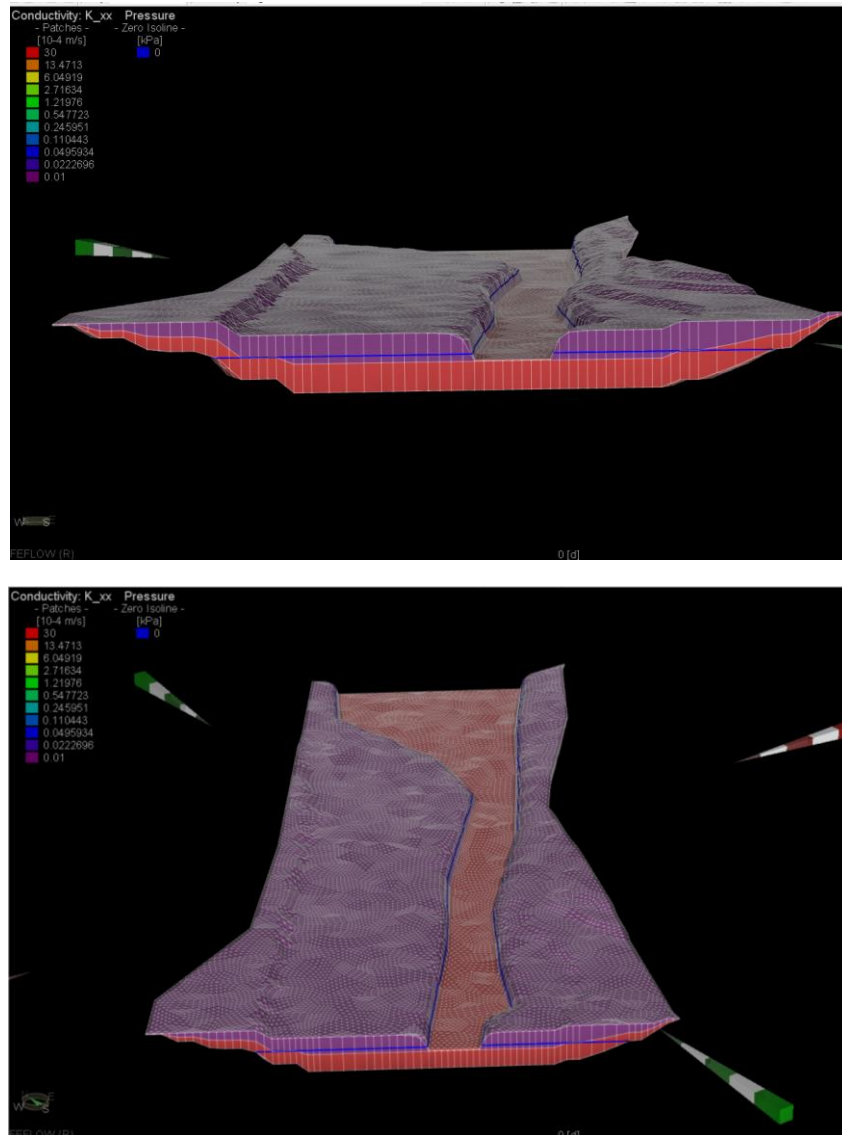 Conductivity: K_xx Pressure
- Patches - - Zero Isoline -
[10-4 m/s] [kPa]
30 0
13.4713
6.04919
2.71634
1.21976
0.547723
0.245951
0.110443
0.0495934
0.0222696
0.01
W S
FEFLOW (R) 0 [d]
Conductivity: K_xx Pressure
- Patches - - Zero Isoline -
[10-4 m/s] [kPa]
30 0
13.4713
6.04919
2.71634
1.21976
0.547723
0.245951
0.110443
0.0495934
0.0222696
0.01
W S
FEFLOW (R) 0 [d]